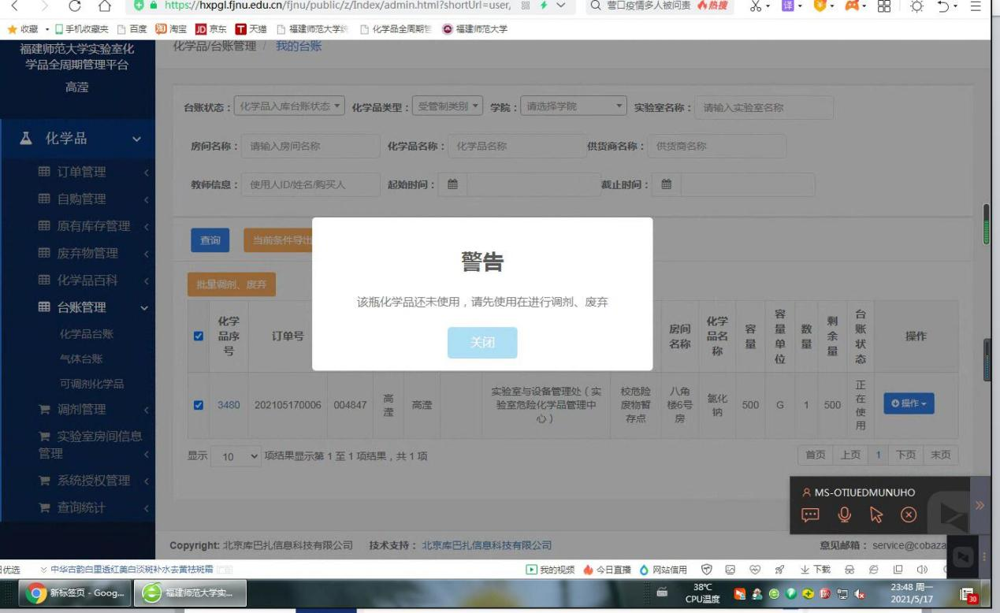 https://hxpgl.fjnu.edu.cn/fjnu/public/z/Index/admin.html?shortUrl=user,
营口疫情多人被问责 热搜
收藏 手机收藏夹 百度 淘宝 JD 京东 T 天猫 福建师范大学 化学品全周期管 福建师范大学
福建师范大学实验室化
学品全周期管理平台
高滢
化学品
订单管理
自购管理
原有库存管理
废弃物管理
化学品百科
台账管理
化学品台账
气体台账
可调剂化学品
调剂管理
实验室房间信息
管理
系统授权管理
查询统计
化学品/台账管理 / 我的台账
台账状态: 化学品入库台账状态 化学品类型: 受管制类别 学院: 请选择学院 实验室名称: 请输入实验室名称
房间名称: 请输入房间名称 化学品名称: 化学品名称 供货商名称: 供货商名称
教师信息: 使用人ID/姓名/购买人 起始时间: 截止时间:
查询 当前条件导出
批量调剂、废弃
警告
该瓶化学品还未使用,请先使用在进行调剂、废弃
关闭
化学品序号 订单号 房间名称 化学品名称 容量 容量单位 数量 剩余量 台账状态 操作
3480 202105170006 004847 高滢 高滢 实验室与设备管理处(实验室危险化学品管理中心) 校危险废物暂存点 八角楼6号房 氯化钠 500 G 1 500 正在使用 操作
显示 10 项结果显示第 1 至 1 项结果,共 1 项
首页 上页 1 下页 末页
MS-OTIUEDMUNUHO
Copyright: 北京库巴扎信息科技有限公司 技术支持: 北京库巴扎信息科技有限公司
意见邮箱: service@cobaza
优选 中华古韵白里透红美白淡斑补水去黄祛斑霜 广告
我的视频 今日直播 网站信用 下载
新标签页 - Goog... 福建师范大学实...
38℃
CPU温度
23:48 周一
2021/5/17
30